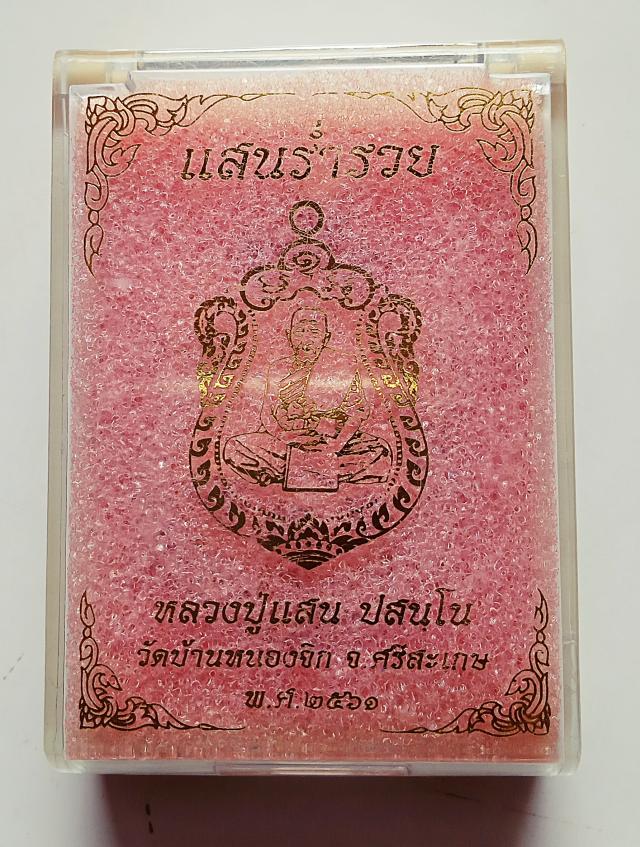 แสนร่ำรวย
หลวงปู่แสน ปสนฺโน
วัดบ้านหนองจิก จ.ศรีสะเกษ
พ.ศ.๒๕๖๑